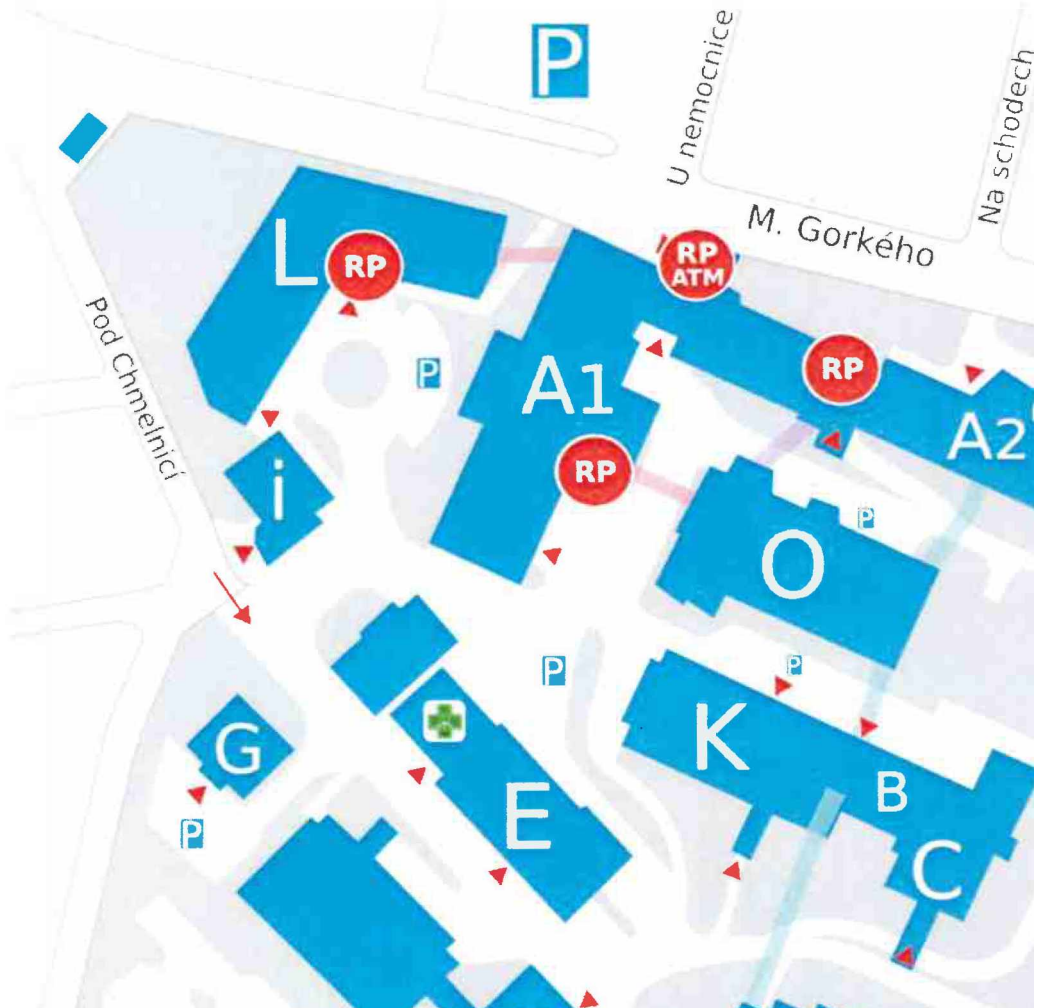 P
U nemocnice
Na schodech
M. Gorkého
Pod Chmelnicí
L
RP
RP
ATM
P
A1
RP
A2
RP
i
O
P
P
P
K
G
P
E
B
C